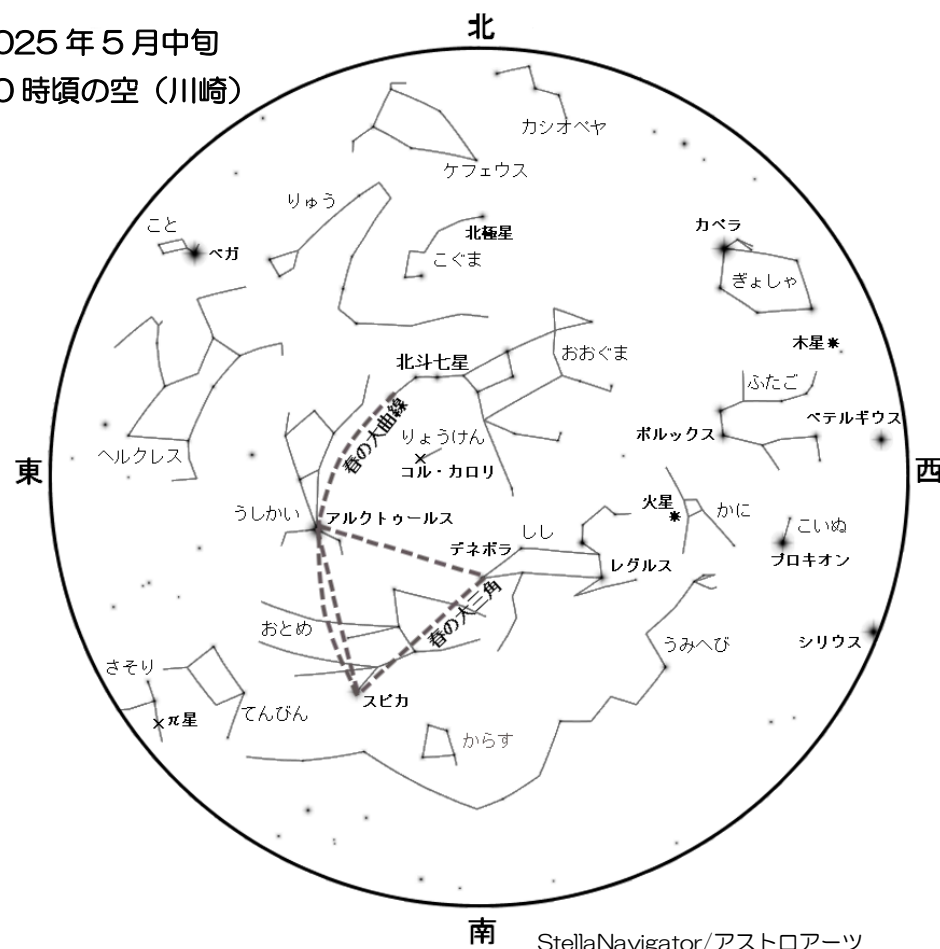 北
025年5月中旬
0時頃の空（川崎）
カシオペヤ
ケフェウス
りゅう
こと
ベガ
北極星
こぐま
カペラ
ぎょしゃ
木星
北斗七星
おおぐま
ふたご
ベテルギウス
ポルックス
春の大曲線
りょうけん
コル・カロリ
ヘルクレス
東
西
うしかい
アルクトゥールス
火星
かに
こいぬ
プロキオン
デネボラ
しし
レグルス
春の大三角
おとめ
うみへび
シリウス
さそり
π星
てんびん
スピカ
からす
南
StellaNavigator/アストロアーツ